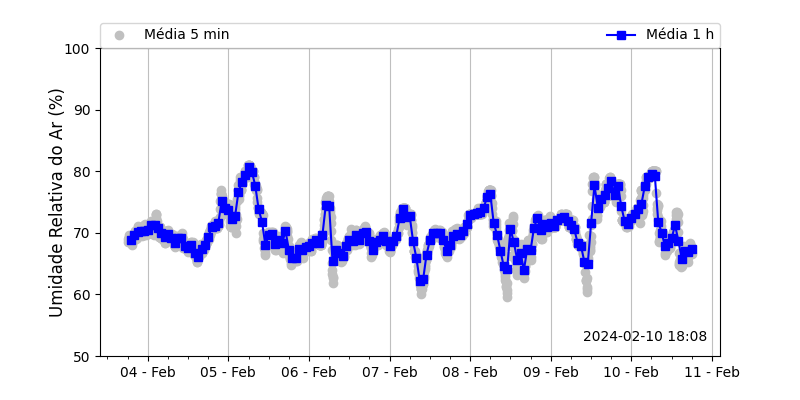 Média 5 min
Média 1 h
Umidade Relativa do Ar (%)
100
90
80
70
60
50
2024-02-10 18:08
04 - Feb
05 - Feb
06 - Feb
07 - Feb
08 - Feb
09 - Feb
10 - Feb
11 - Feb